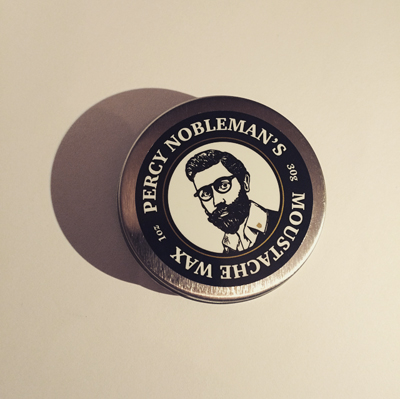 PERCY NOBLEMAN'S
30g
MOUSTACHE WAX
1oz